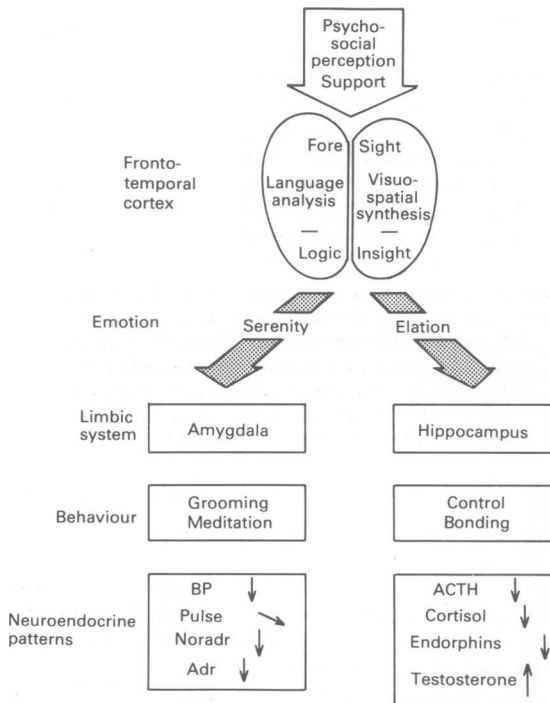 Psycho-
social
perception
Support
Fronto-
temporal
cortex
Fore
Sight
Language
analysis
Visuo-
spatial
synthesis
—
—
Logic
Insight
Emotion
Serenity
Elation
Limbic
system
Amygdala
Hippocampus
Behaviour
Grooming
Meditation
Control
Bonding
Neuroendocrine
patterns
BP ↓
Pulse ↘
Noradr ↓
Adr ↓
ACTH ↓
Cortisol ↓
Endorphins ↓
Testosterone ↑